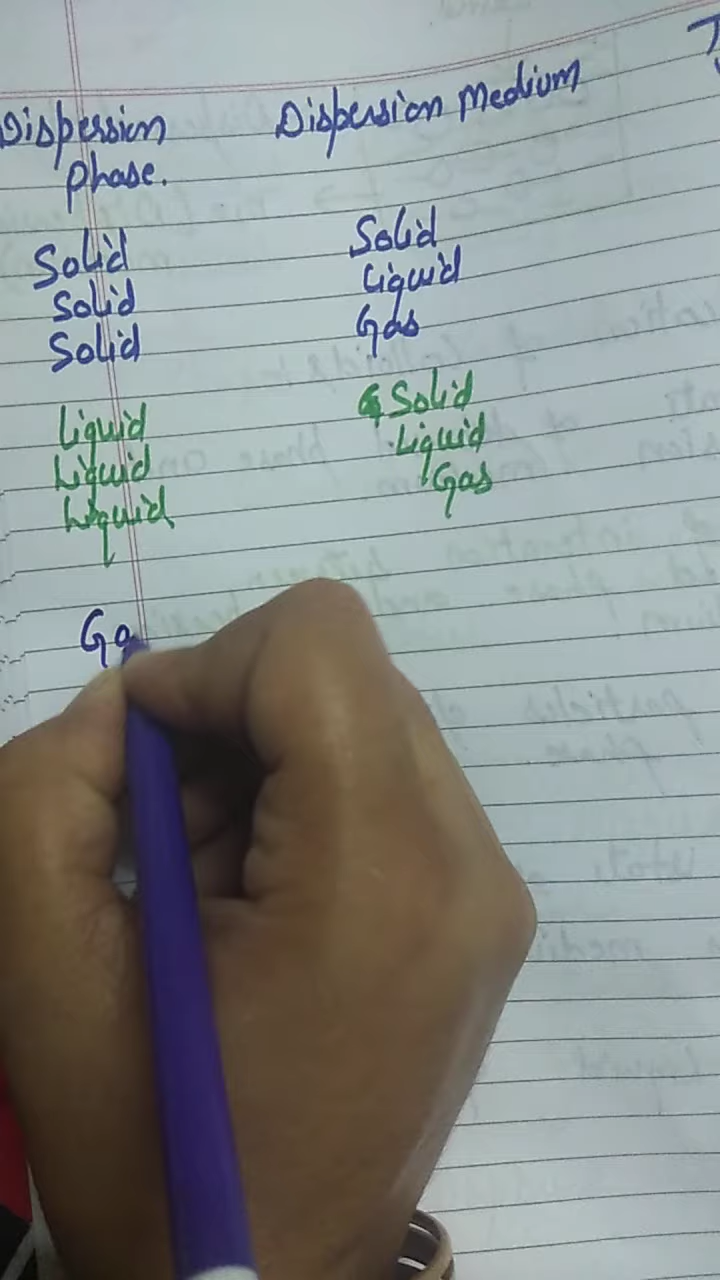 Dispersion Dispersion Medium
Phase.
Solid Solid
Solid Liquid
Solid Gas
Liquid Solid
Liquid Liquid
Liquid Gas
Ga